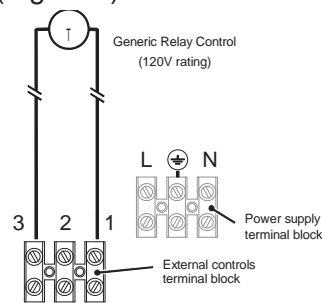 Generic Relay Control
(120V rating)
L N
3 2 1
Power supply
terminal block
External controls
terminal block